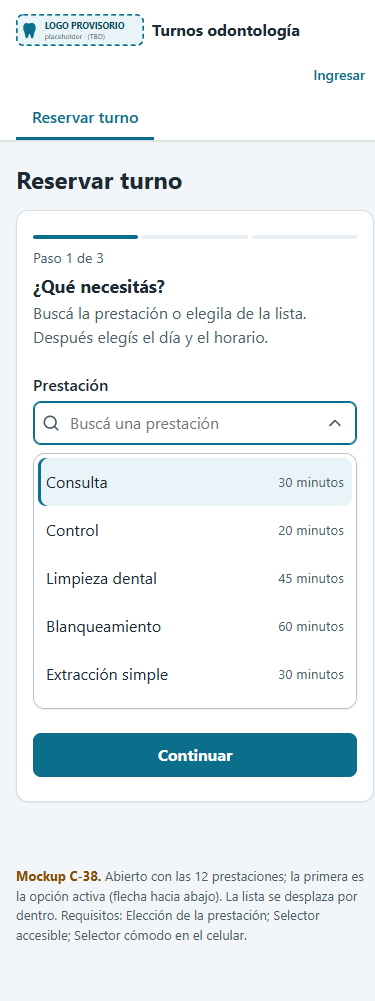 LOGO PROVISORIO
placeholder · (TBD)
Turnos odontología
Ingresar
Reservar turno
Reservar turno
Paso 1 de 3
¿Qué necesitás?
Buscá la prestación o elegila de la lista.
Después elegís el día y el horario.
Prestación
Buscá una prestación
Consulta 30 minutos
Control 20 minutos
Limpieza dental 45 minutos
Blanqueamiento 60 minutos
Extracción simple 30 minutos
Continuar
Mockup C-38. Abierto con las 12 prestaciones; la primera es
la opción activa (flecha hacia abajo). La lista se desplaza por
dentro. Requisitos: Elección de la prestación; Selector
accesible; Selector cómodo en el celular.